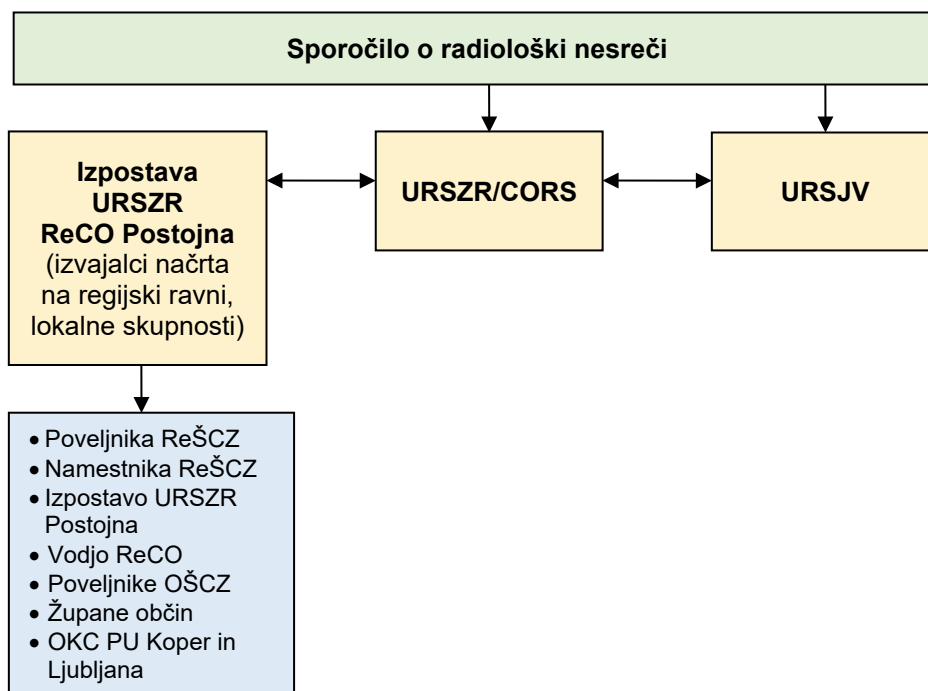 Sporočilo o radiološki nesreči
Izpostava
URSZR
ReCO Postojna
(izvajalci načrta
na regijski ravni,
lokalne skupnosti)
URSZR/CORS
URSJV
• Poveljnika ReŠCZ
• Namestnika ReŠCZ
• Izpostavo URSZR
Postojna
• Vodjo ReCO
• Poveljnike OŠCZ
• Župane občin
• OKC PU Koper in
Ljubljana